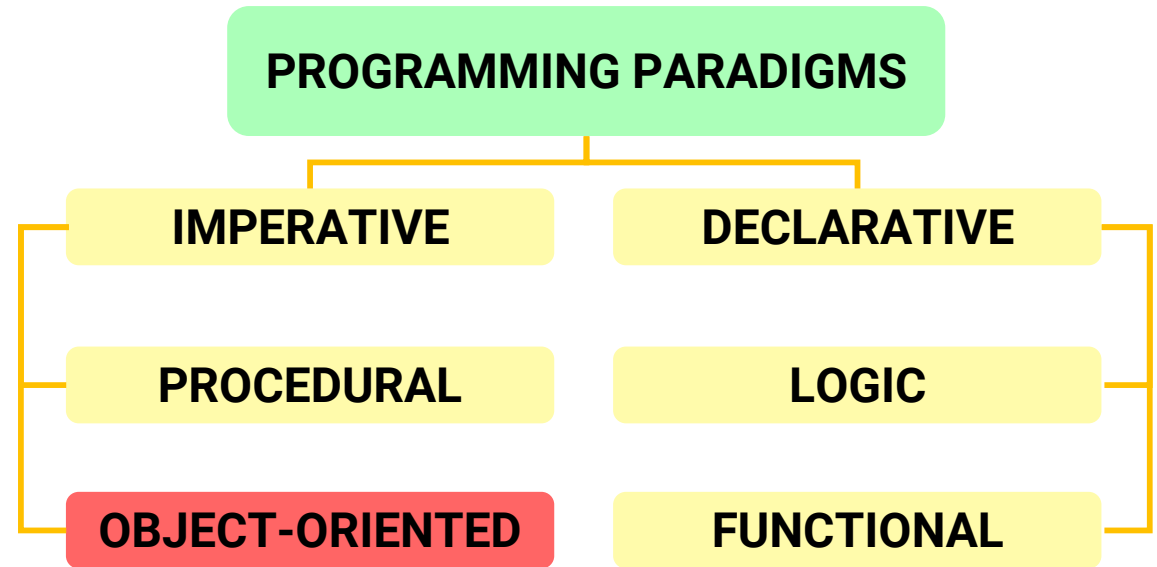 PROGRAMMING PARADIGMS
IMPERATIVE
DECLARATIVE
PROCEDURAL
LOGIC
OBJECT-ORIENTED
FUNCTIONAL